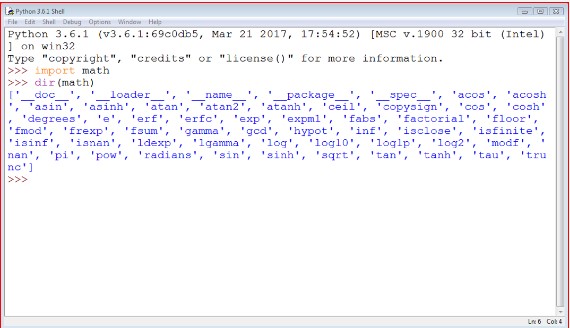 Python 3.6.1 Shell
File Edit Shell Debug Options Window Help
Python 3.6.1 (v3.6.1:69c0db5, Mar 21 2017, 17:54:52) [MSC v.1900 32 bit (Intel)
] on win32
Type "copyright", "credits" or "license()" for more information.
>>> import math
>>> dir(math)
['__doc__', '__loader__', '__name__', '__package__', '__spec__', 'acos', 'acosh
', 'asin', 'asinh', 'atan', 'atan2', 'atanh', 'ceil', 'copysign', 'cos', 'cosh'
, 'degrees', 'e', 'erf', 'erfc', 'exp', 'expm1', 'fabs', 'factorial', 'floor',
'fmod', 'frexp', 'fsum', 'gamma', 'gcd', 'hypot', 'inf', 'isclose', 'isfinite',
'isinf', 'isnan', 'ldexp', 'lgamma', 'log', 'log10', 'log1p', 'log2', 'modf', '
nan', 'pi', 'pow', 'radians', 'sin', 'sinh', 'sqrt', 'tan', 'tanh', 'tau', 'tru
nc']
>>>
Ln: 6 Col: 4